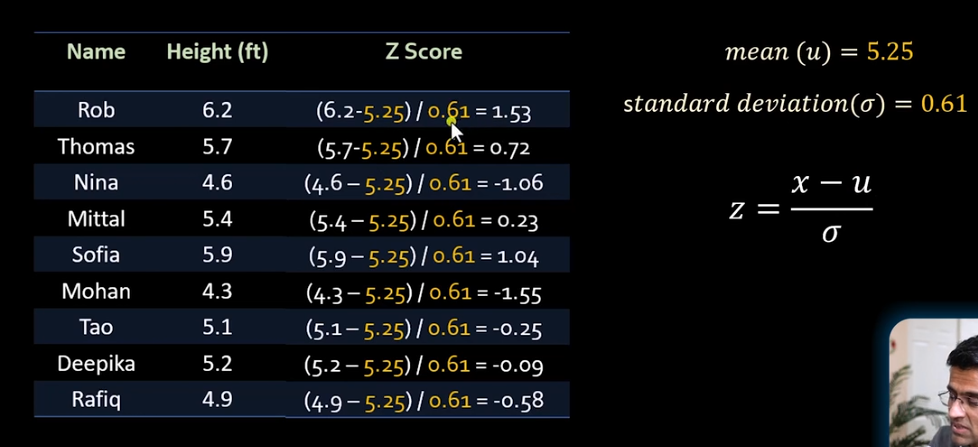 Name Height (ft) Z Score
Rob 6.2 (6.2-5.25) / 0.61 = 1.53
Thomas 5.7 (5.7-5.25) / 0.61 = 0.72
Nina 4.6 (4.6 – 5.25) / 0.61 = -1.06
Mittal 5.4 (5.4 – 5.25) / 0.61 = 0.23
Sofia 5.9 (5.9 – 5.25) / 0.61 = 1.04
Mohan 4.3 (4.3 – 5.25) / 0.61 = -1.55
Tao 5.1 (5.1 – 5.25) / 0.61 = -0.25
Deepika 5.2 (5.2 – 5.25) / 0.61 = -0.09
Rafiq 4.9 (4.9 – 5.25) / 0.61 = -0.58
mean (u) = 5.25
standard deviation(σ) = 0.61
z = x − u / σ